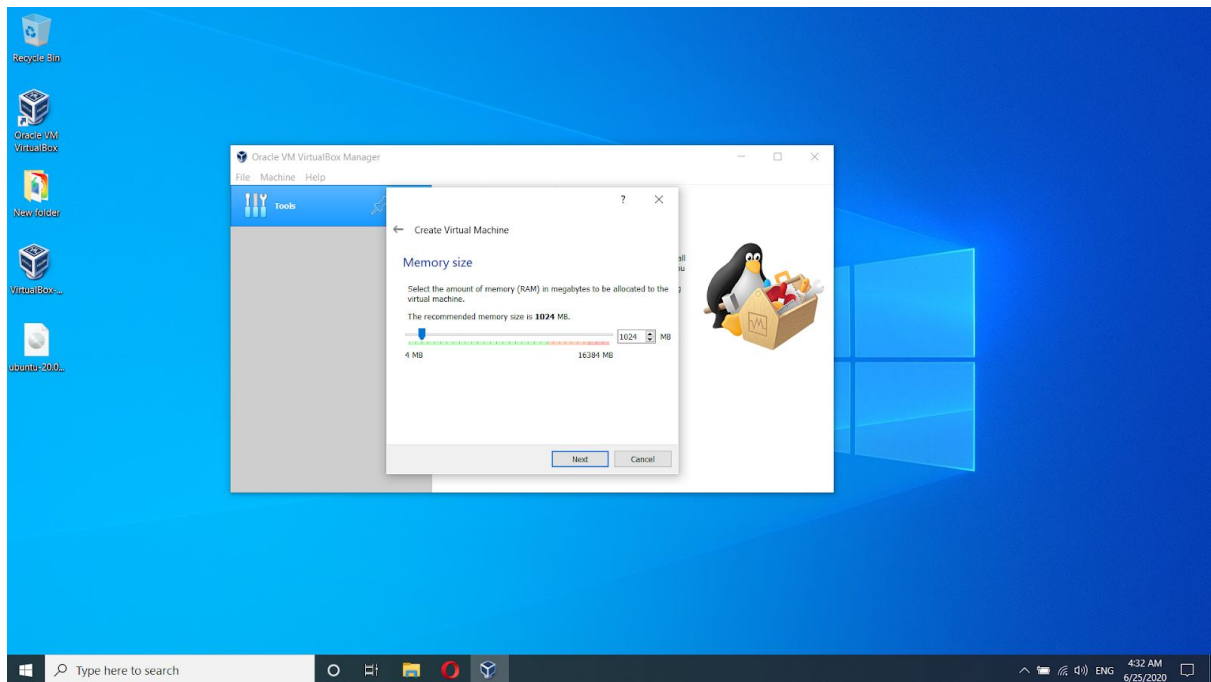 Recycle Bin
Oracle VM
VirtualBox
New folder
VirtualBox-...
ubuntu-20.0...
Oracle VM VirtualBox Manager
File Machine Help
Tools
?
Create Virtual Machine
Memory size
Select the amount of memory (RAM) in megabytes to be allocated to the
virtual machine.
The recommended memory size is 1024 MB.
1024 MB
4 MB 16384 MB
Next Cancel
all
ou
g
Type here to search
ENG
4:32 AM
6/25/2020